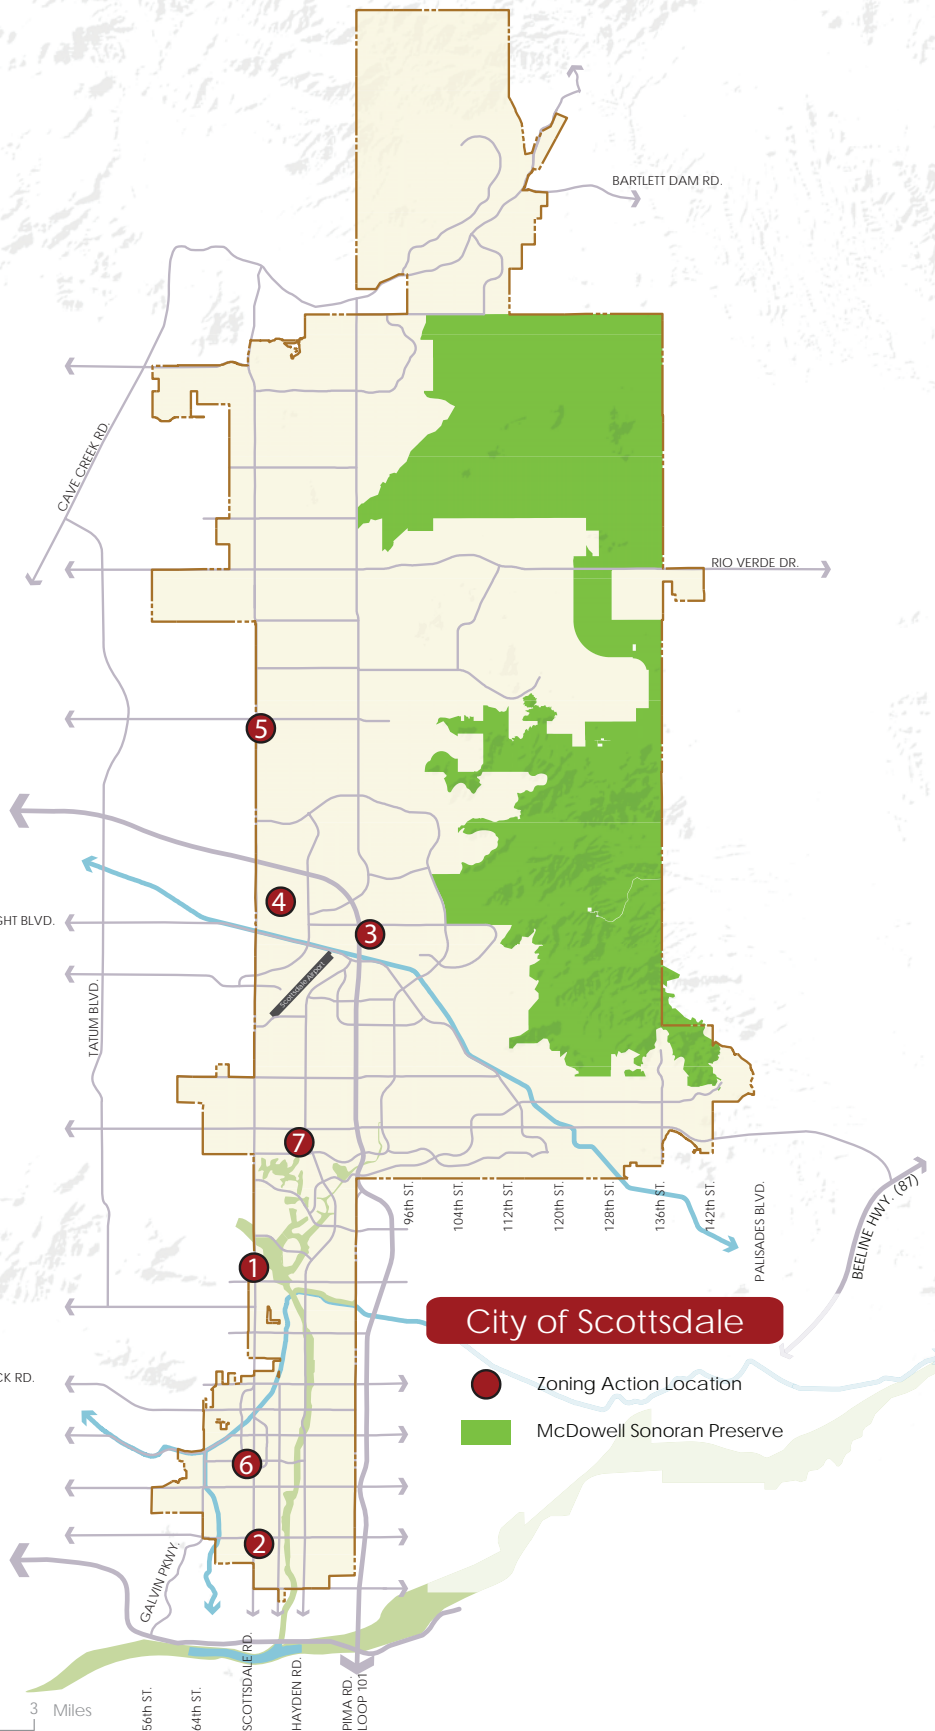 BARTLETT DAM RD.
CAVE CREEK RD.
RIO VERDE DR.
5
4
3
GHT BLVD.
Scottsdale Airport
TATUM BLVD.
7
96th ST.
104th ST.
112th ST.
120th ST.
128th ST.
136th ST.
142th ST.
PALISADES BLVD.
BEELINE HWY. (87)
1
City of Scottsdale
CK RD.
Zoning Action Location
McDowell Sonoran Preserve
6
2
GALVIN PKWY.
3 Miles
56th ST.
64th ST.
SCOTTSDALE RD.
HAYDEN RD.
PIMA RD.
LOOP 101